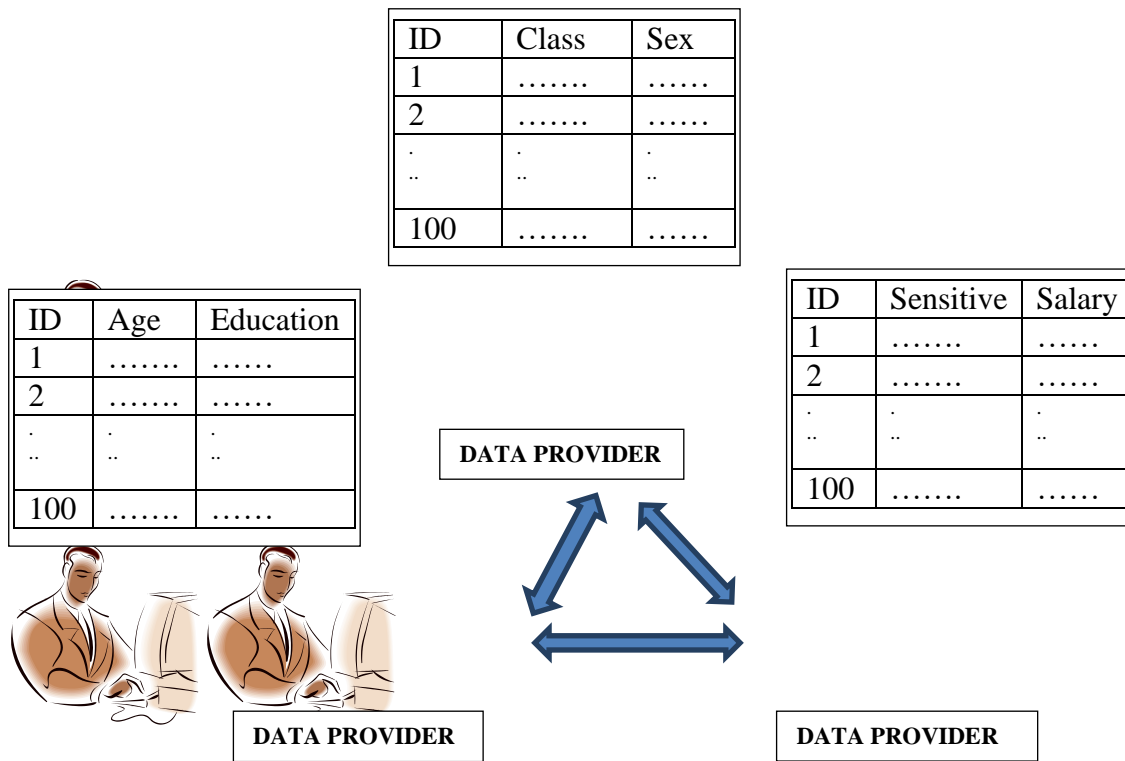 ID Class Sex
1 ……. ……
2 ……. ……
. . .
.. .. ..
100 ……. ……
ID Age Education
1 ……. ……
2 ……. ……
. . .
.. .. ..
100 ……. ……
ID Sensitive Salary
1 ……. ……
2 ……. ……
. . .
.. .. ..
100 ……. ……
DATA PROVIDER
DATA PROVIDER
DATA PROVIDER